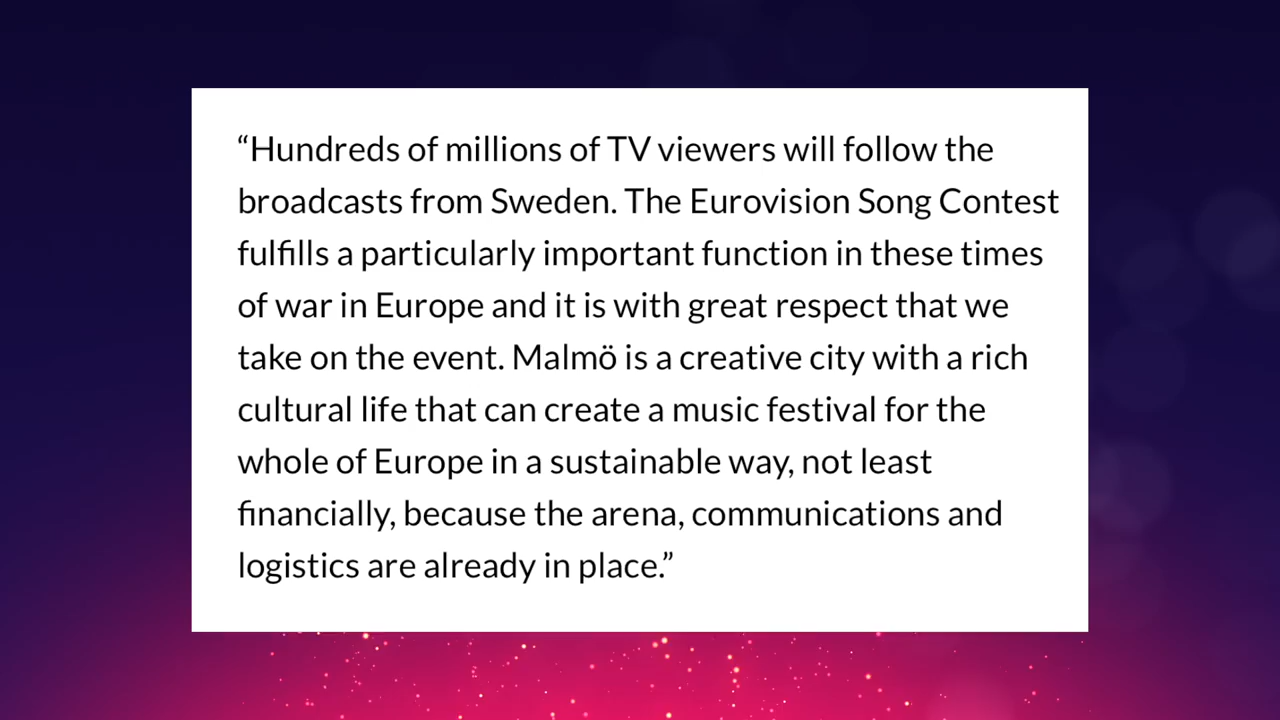 “Hundreds of millions of TV viewers will follow the
broadcasts from Sweden. The Eurovision Song Contest
fulfills a particularly important function in these times
of war in Europe and it is with great respect that we
take on the event. Malmö is a creative city with a rich
cultural life that can create a music festival for the
whole of Europe in a sustainable way, not least
financially, because the arena, communications and
logistics are already in place.”